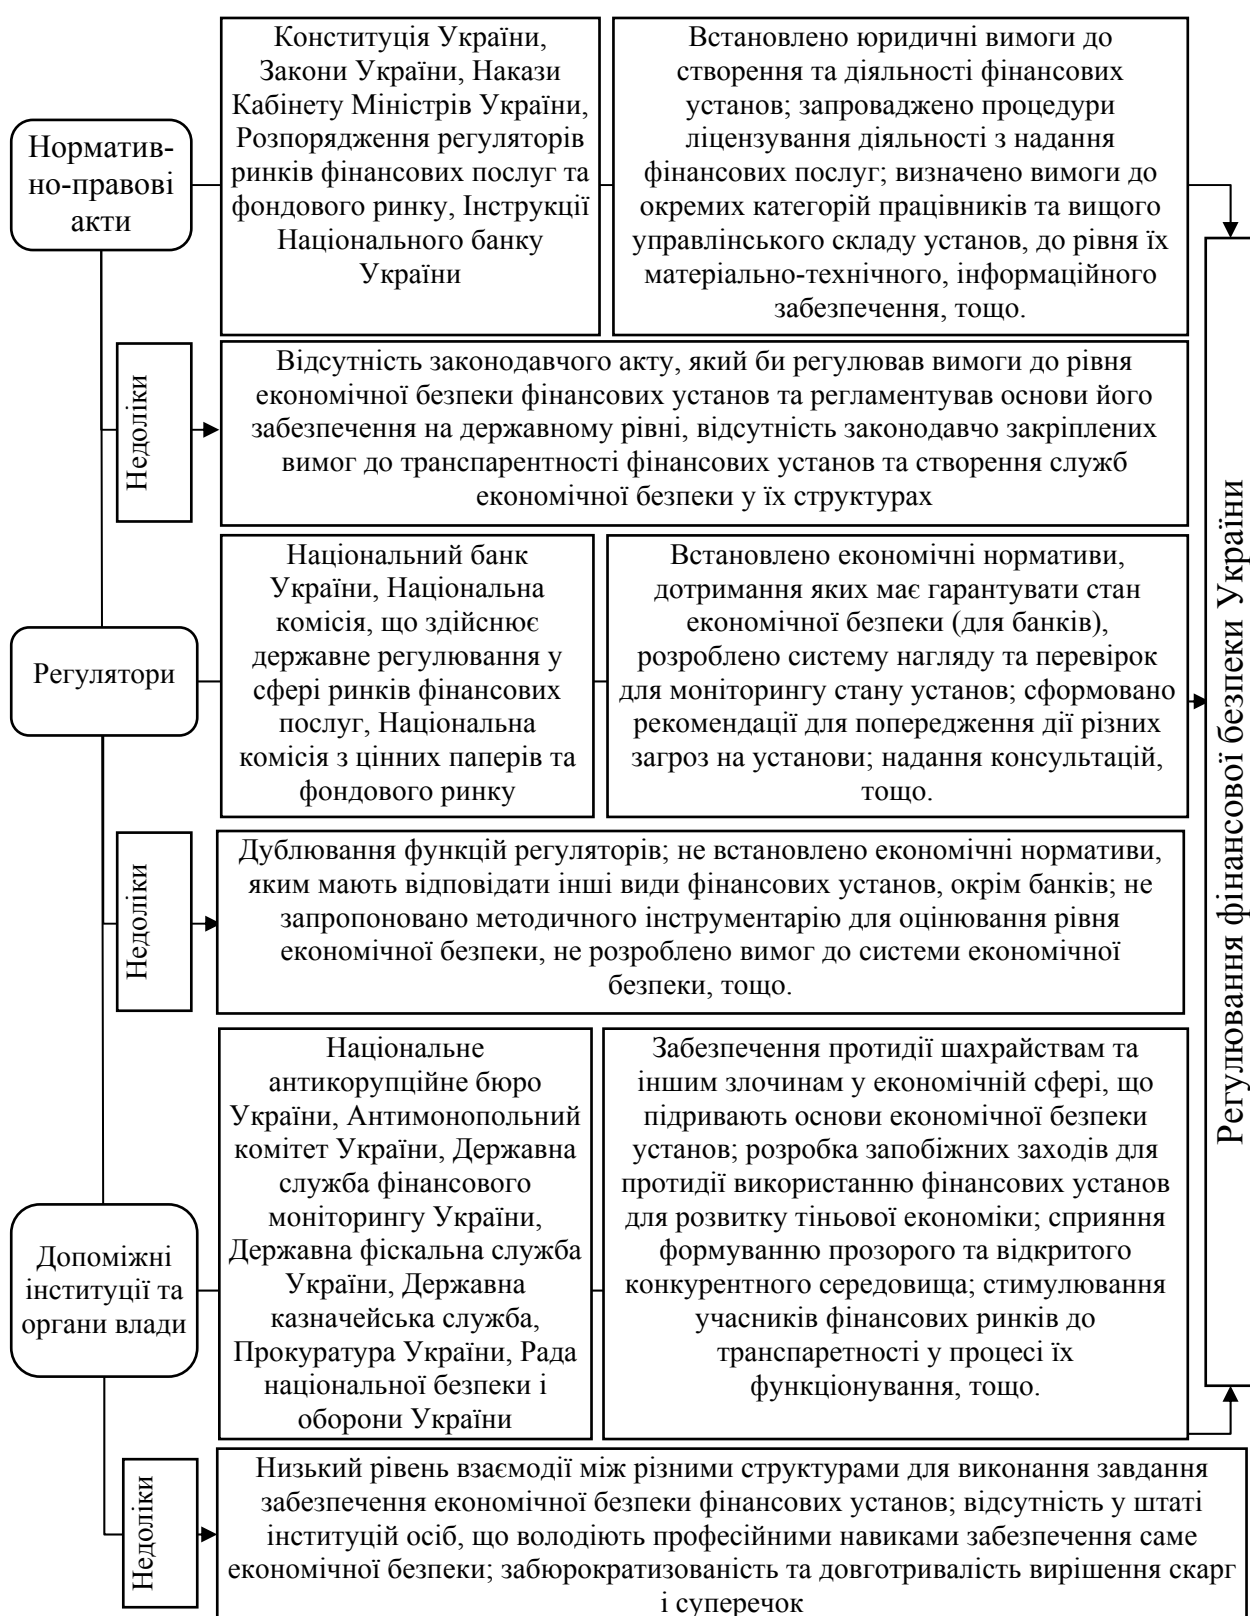 Норматив-
но-правові
акти
Конституція України,
Закони України, Накази
Кабінету Міністрів України,
Розпорядження регуляторів
ринків фінансових послуг та
фондового ринку, Інструкції
Національного банку
України
Встановлено юридичні вимоги до
створення та діяльності фінансових
установ; запроваджено процедури
ліцензування діяльності з надання
фінансових послуг; визначено вимоги до
окремих категорій працівників та вищого
управлінського складу установ, до рівня їх
матеріально-технічного, інформаційного
забезпечення, тощо.
Недоліки
Відсутність законодавчого акту, який би регулював вимоги до рівня
економічної безпеки фінансових установ та регламентував основи його
забезпечення на державному рівні, відсутність законодавчо закріплених
вимог до транспарентності фінансових установ та створення служб
економічної безпеки у їх структурах
Регулятори
Національний банк
України, Національна
комісія, що здійснює
державне регулювання у
сфері ринків фінансових
послуг, Національна
комісія з цінних паперів та
фондового ринку
Встановлено економічні нормативи,
дотримання яких має гарантувати стан
економічної безпеки (для банків),
розроблено систему нагляду та перевірок
для моніторингу стану установ; сформовано
рекомендації для попередження дії різних
загроз на установи; надання консультацій,
тощо.
Недоліки
Дублювання функцій регуляторів; не встановлено економічні нормативи,
яким мають відповідати інші види фінансових установ, окрім банків; не
запропоновано методичного інструментарію для оцінювання рівня
економічної безпеки, не розроблено вимог до системи економічної
безпеки, тощо.
Допоміжні
інституції та
органи влади
Національне
антикорупційне бюро
України, Антимонопольний
комітет України, Державна
служба фінансового
моніторингу України,
Державна фіскальна служба
України, Державна
казначейська служба,
Прокуратура України, Рада
національної безпеки і
оборони України
Забезпечення протидії шахрайствам та
іншим злочинам у економічній сфері, що
підривають основи економічної безпеки
установ; розробка запобіжних заходів для
протидії використанню фінансових установ
для розвитку тіньової економіки; сприяння
формуванню прозорого та відкритого
конкурентного середовища; стимулювання
учасників фінансових ринків до
транспаретності у процесі їх
функціонування, тощо.
Недоліки
Низький рівень взаємодії між різними структурами для виконання завдання
забезпечення економічної безпеки фінансових установ; відсутність у штаті
інституцій осіб, що володіють професійними навиками забезпечення саме
економічної безпеки; забюрократизованість та довготривалість вирішення скарг
і суперечок
Регулювання фінансової безпеки України